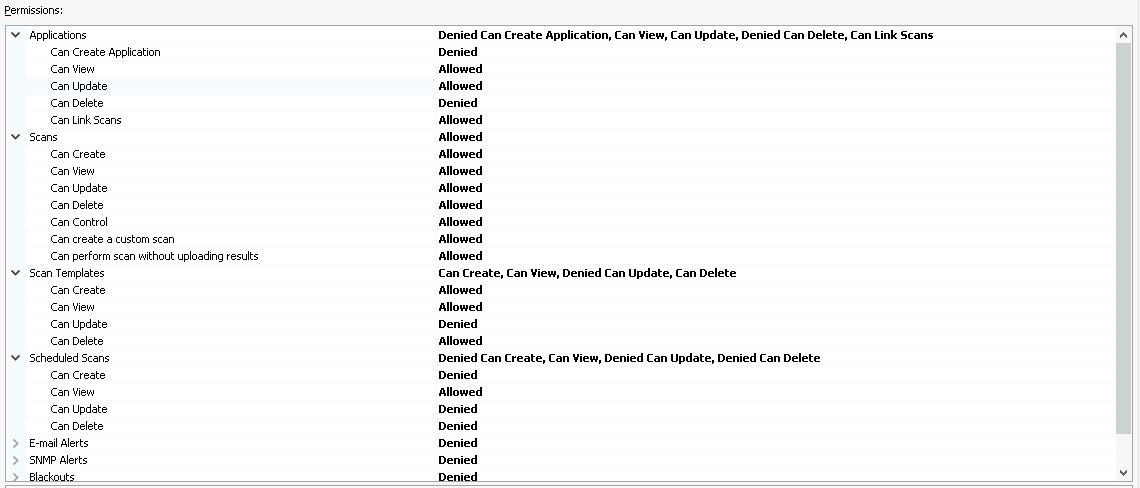 Permissions:
Applications Denied Can Create Application, Can View, Can Update, Denied Can Delete, Can Link Scans
Can Create Application Denied
Can View Allowed
Can Update Allowed
Can Delete Denied
Can Link Scans Allowed
Scans Allowed
Can Create Allowed
Can View Allowed
Can Update Allowed
Can Delete Allowed
Can Control Allowed
Can create a custom scan Allowed
Can perform scan without uploading results Allowed
Scan Templates Can Create, Can View, Denied Can Update, Can Delete
Can Create Allowed
Can View Allowed
Can Update Denied
Can Delete Allowed
Scheduled Scans Denied Can Create, Can View, Denied Can Update, Denied Can Delete
Can Create Denied
Can View Allowed
Can Update Denied
Can Delete Denied
E-mail Alerts Denied
SNMP Alerts Denied
Blackouts Denied